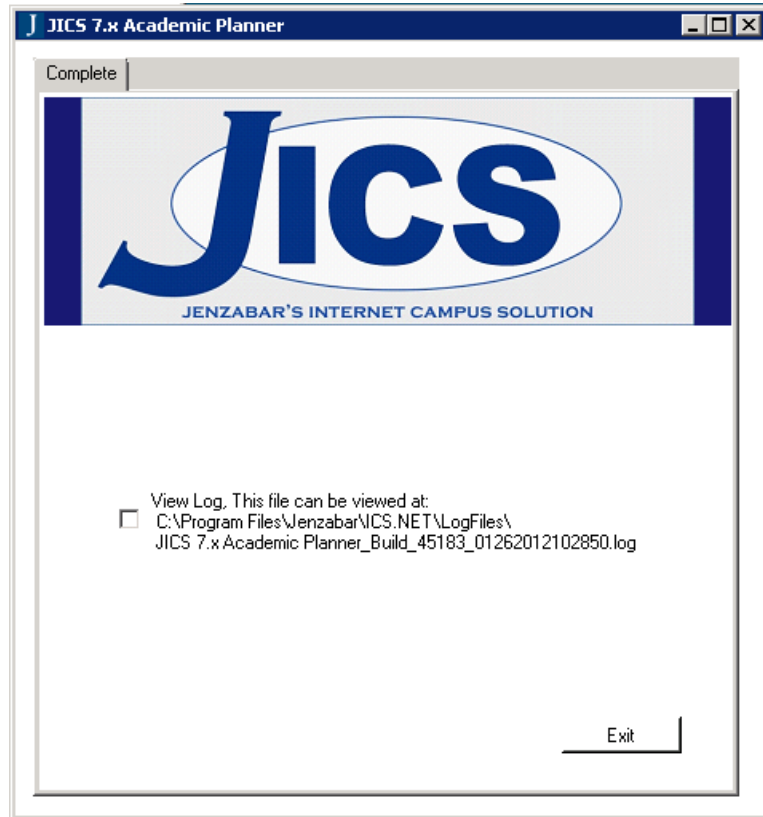 JICS 7.x Academic Planner
Complete
JICS
JENZABAR'S INTERNET CAMPUS SOLUTION
View Log, This file can be viewed at:
C:\Program Files\Jenzabar\ICS.NET\LogFiles\
JICS 7.x Academic Planner_Build_45183_01262012102850.log
Exit